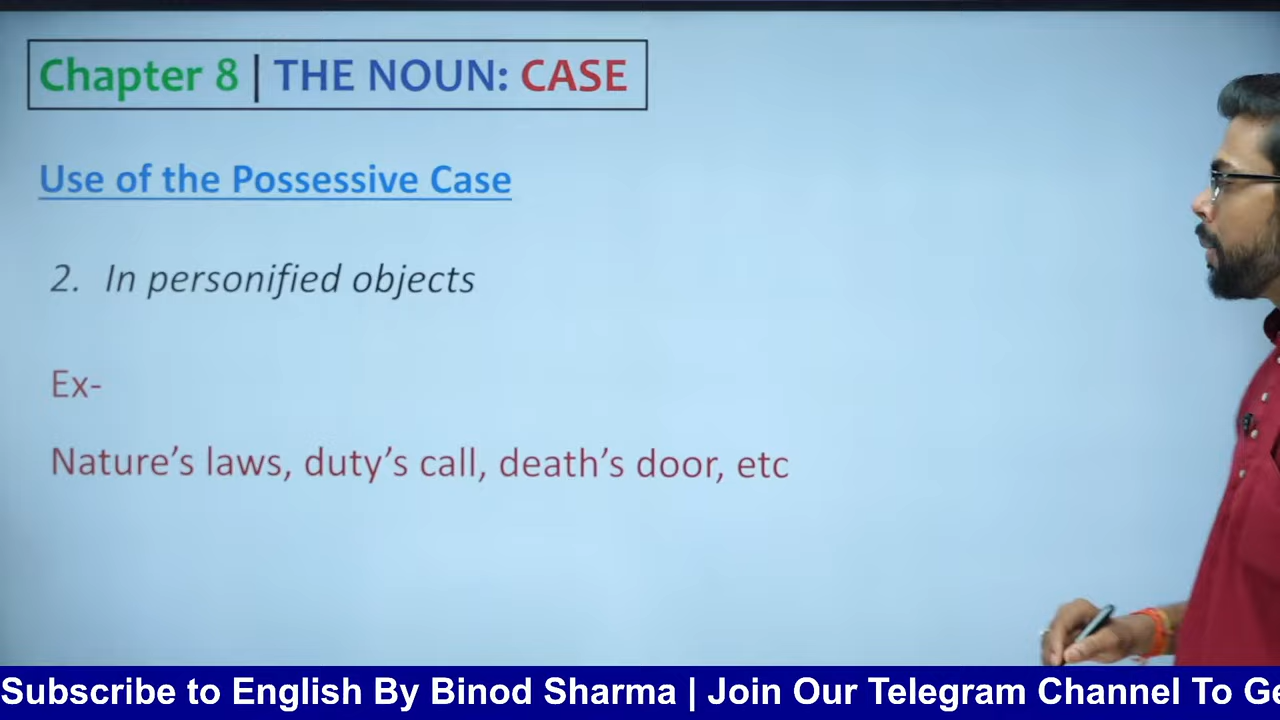 Chapter 8 | THE NOUN: CASE
Use of the Possessive Case
2. In personified objects
Ex-
Nature’s laws, duty’s call, death’s door, etc
Subscribe to English By Binod Sharma | Join Our Telegram Channel To